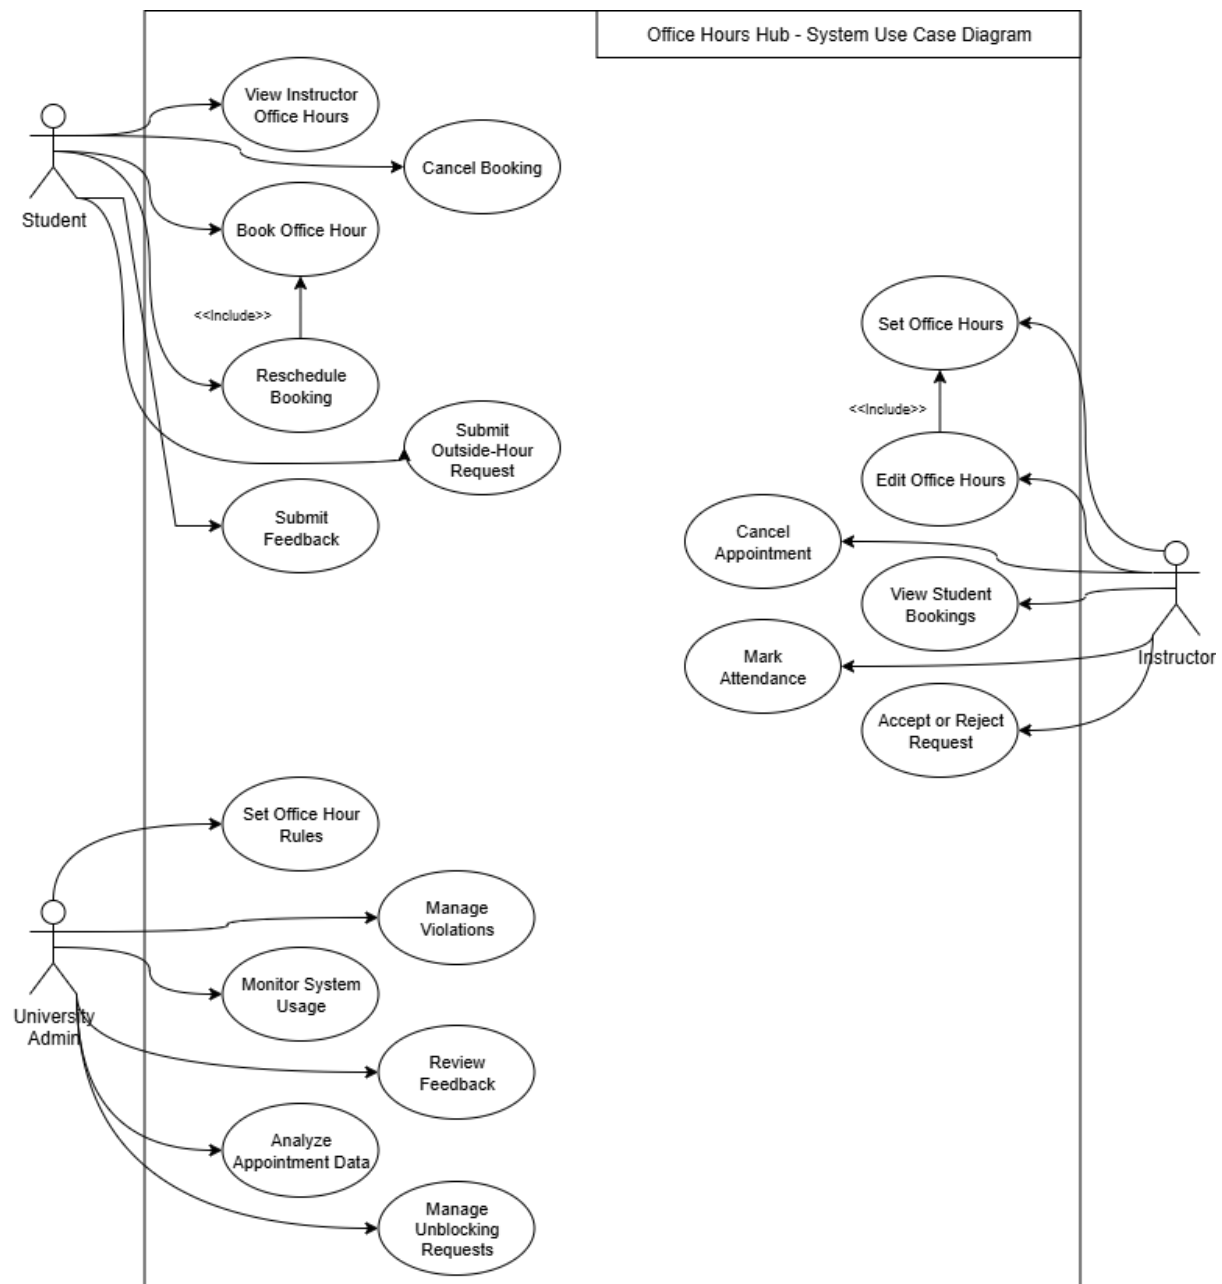 Office Hours Hub - System Use Case Diagram
View Instructor
Office Hours
Cancel Booking
Student
Book Office Hour
<<Include>>
Reschedule
Booking
Submit
Outside-Hour
Request
Submit
Feedback
Set Office Hours
<<Include>>
Edit Office Hours
Cancel
Appointment
View Student
Bookings
Mark
Attendance
Instructor
Accept or Reject
Request
Set Office Hour
Rules
Manage
Violations
Monitor System
Usage
University
Admin
Review
Feedback
Analyze
Appointment Data
Manage
Unblocking
Requests